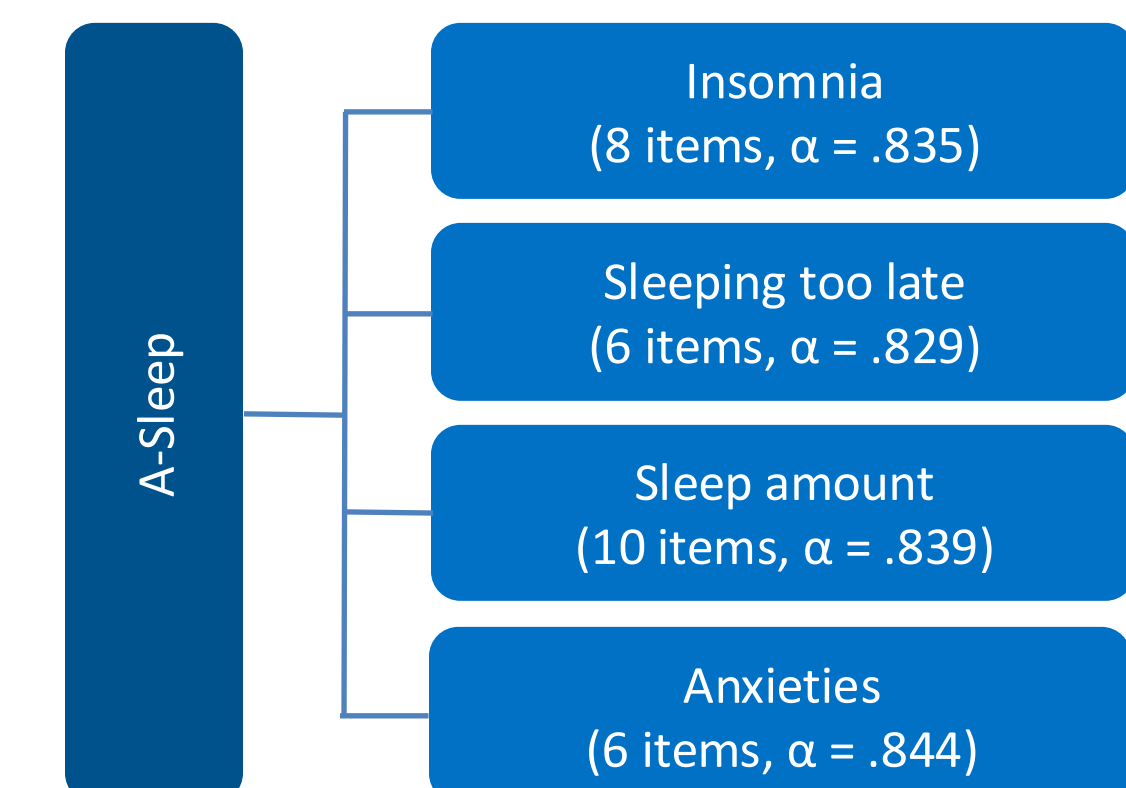 A-Sleep
Insomnia
(8 items, α = .835)
Sleeping too late
(6 items, α = .829)
Sleep amount
(10 items, α = .839)
Anxieties
(6 items, α = .844)